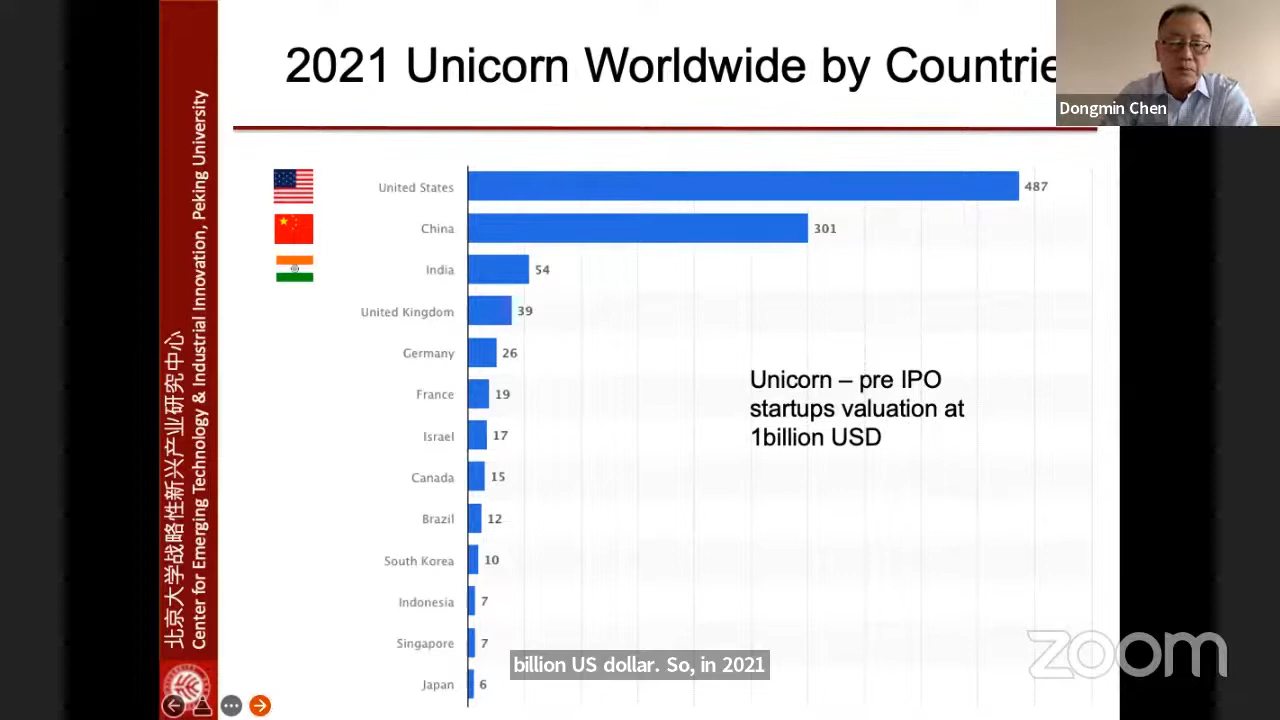 2021 Unicorn Worldwide by Countrie
Dongmin Chen
北京大学战略性新兴产业研究中心
Center for Emerging Technology & Industrial Innovation, Peking University
United States 487
China 301
India 54
United Kingdom 39
Germany 26
France 19
Israel 17
Canada 15
Brazil 12
South Korea 10
Indonesia 7
Singapore 7
Japan 6
Unicorn – pre IPO
startups valuation at
1billion USD
billion US dollar. So, in 2021
zoom